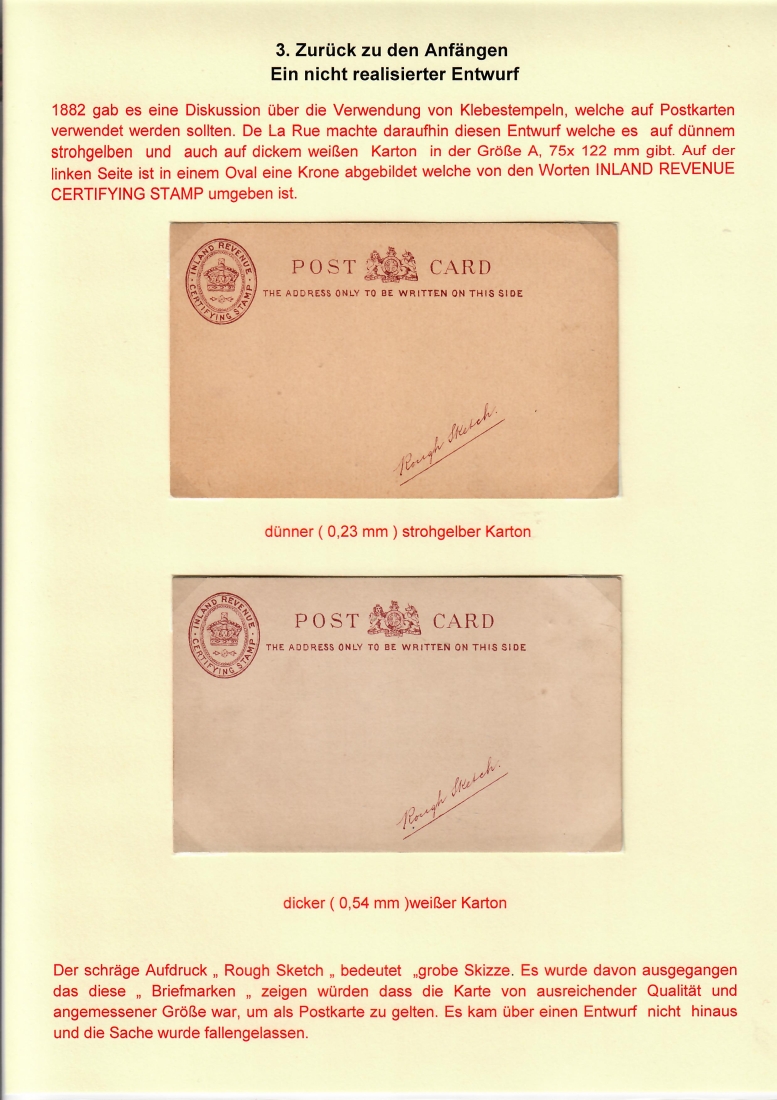 3. Zurück zu den Anfängen
Ein nicht realisierter Entwurf
1882 gab es eine Diskussion über die Verwendung von Klebestempeln, welche auf Postkarten
verwendet werden sollten. De La Rue machte daraufhin diesen Entwurf welche es auf dünnem
strohgelben und auch auf dickem weißen Karton in der Größe A, 75x 122 mm gibt. Auf der
linken Seite ist in einem Oval eine Krone abgebildet welche von den Worten INLAND REVENUE
CERTIFYING STAMP umgeben ist.
INLAND REVENUE
CERTIFYING STAMP
POST CARD
THE ADDRESS ONLY TO BE WRITTEN ON THIS SIDE
Rough Sketch.
dünner ( 0,23 mm ) strohgelber Karton
INLAND REVENUE
CERTIFYING STAMP
POST CARD
THE ADDRESS ONLY TO BE WRITTEN ON THIS SIDE
Rough Sketch.
dicker ( 0,54 mm )weißer Karton
Der schräge Aufdruck „ Rough Sketch „ bedeutet „grobe Skizze. Es wurde davon ausgegangen
das diese „ Briefmarken „ zeigen würden dass die Karte von ausreichender Qualität und
angemessener Größe war, um als Postkarte zu gelten. Es kam über einen Entwurf nicht hinaus
und die Sache wurde fallengelassen.